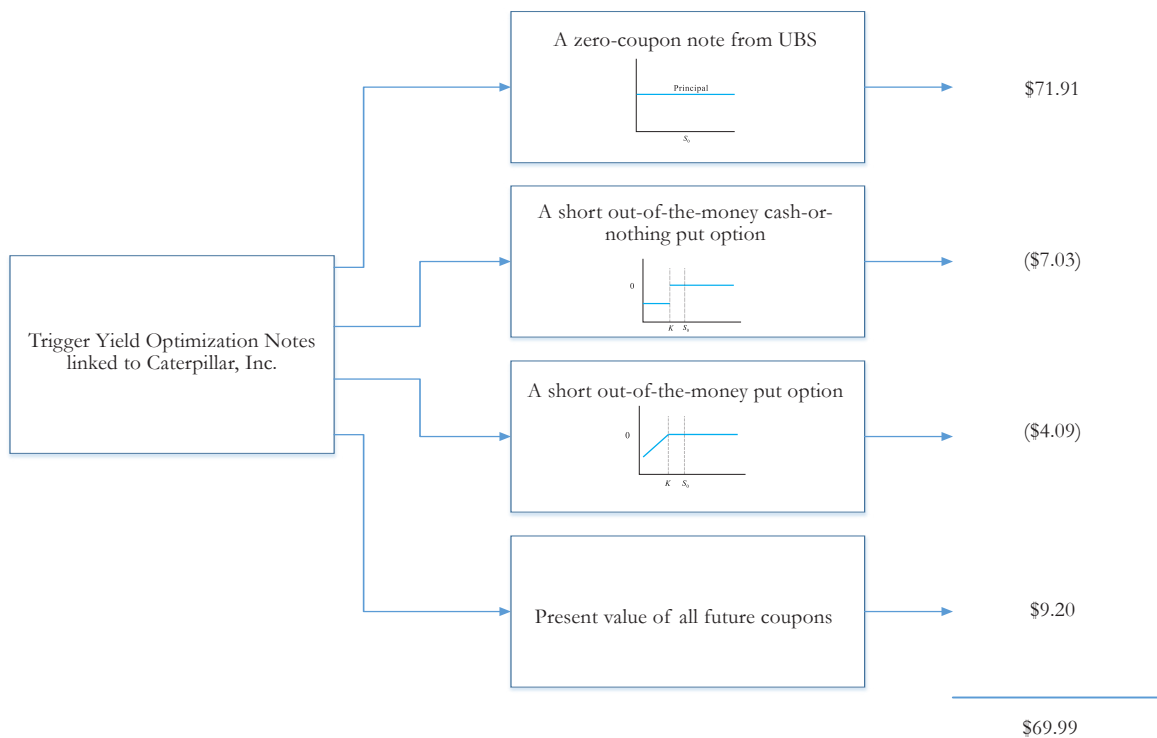 A zero-coupon note from UBS
Principal
S0
$71.91
A short out-of-the-money cash-or-
nothing put option
0
K S0
($7.03)
Trigger Yield Optimization Notes
linked to Caterpillar, Inc.
A short out-of-the-money put option
0
K S0
($4.09)
Present value of all future coupons
$9.20
$69.99